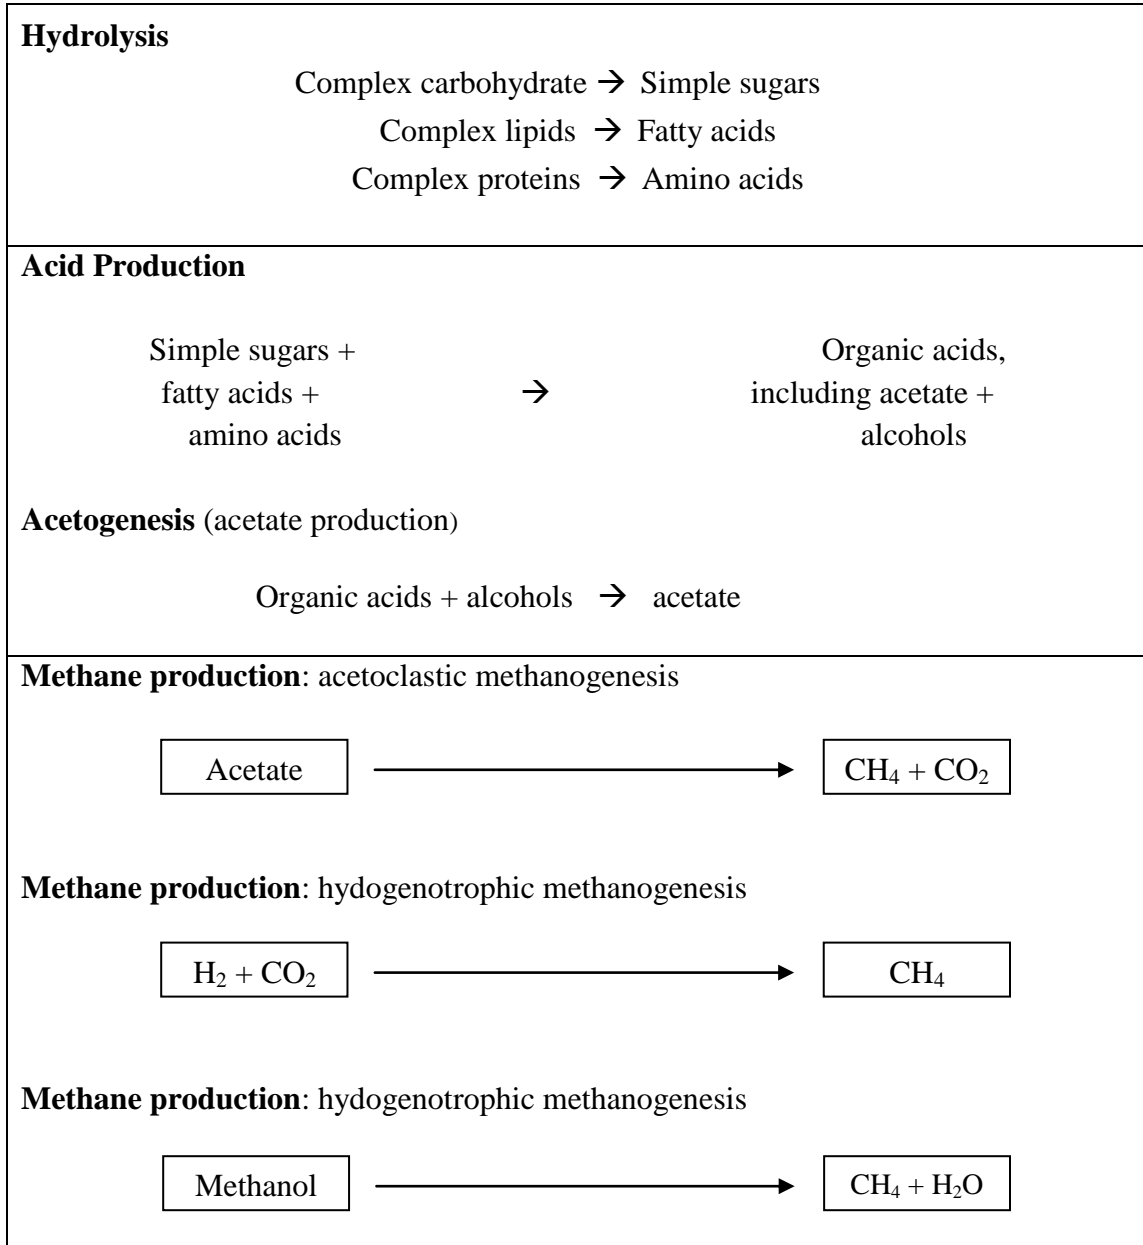 Hydrolysis
Complex carbohydrate → Simple sugars
Complex lipids → Fatty acids
Complex proteins → Amino acids
Acid Production
Simple sugars +
fatty acids +
amino acids
→
Organic acids,
including acetate +
alcohols
Acetogenesis (acetate production)
Organic acids + alcohols → acetate
Methane production: acetoclastic methanogenesis
Acetate
CH₄ + CO₂
Methane production: hydogenotrophic methanogenesis
H₂ + CO₂
CH₄
Methane production: hydogenotrophic methanogenesis
Methanol
CH₄ + H₂O